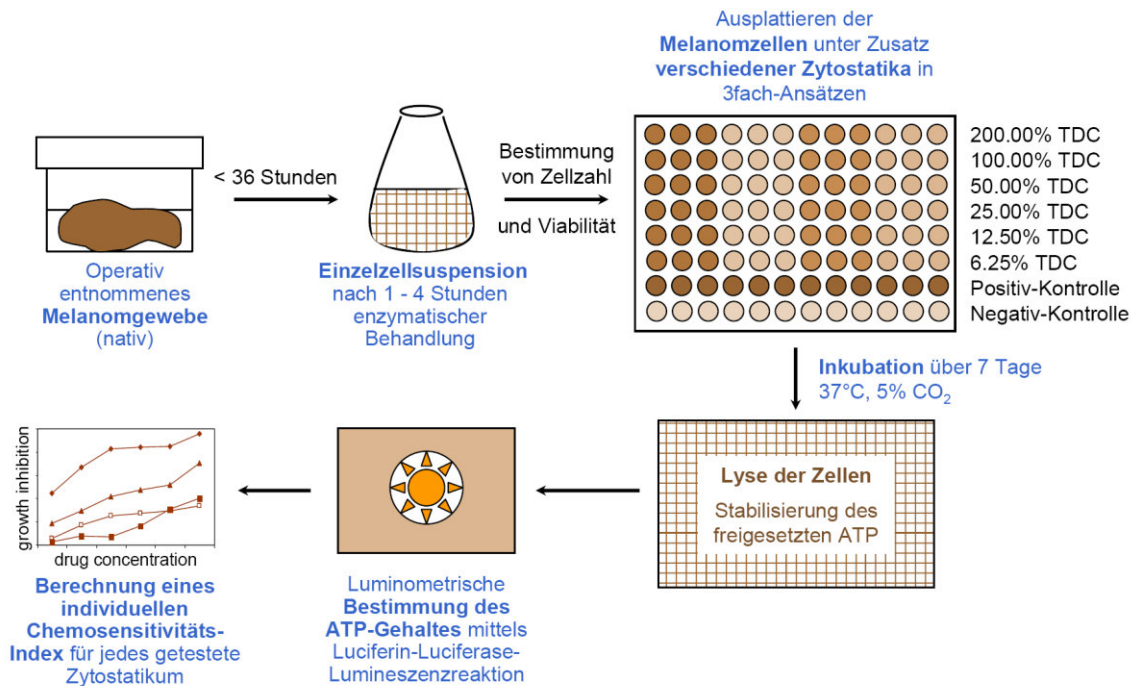 Ausplattieren der
Melanomzellen unter Zusatz
verschiedener Zytostatika in
3fach-Ansätzen
< 36 Stunden
Bestimmung
von Zellzahl
und Viabilität
200.00% TDC
100.00% TDC
50.00% TDC
25.00% TDC
12.50% TDC
6.25% TDC
Positiv-Kontrolle
Negativ-Kontrolle
Operativ
entnommenes
Melanomgewebe
(nativ)
Einzelzellsuspension
nach 1 - 4 Stunden
enzymatischer
Behandlung
Inkubation über 7 Tage
37°C, 5% CO₂
Lyse der Zellen
Stabilisierung des
freigesetzten ATP
Luminometrische
Bestimmung des
ATP-Gehaltes mittels
Luciferin-Luciferase-
Lumineszenzreaktion
growth inhibition
drug concentration
Berechnung eines
individuellen
Chemosensitivitäts-
Index für jedes getestete
Zytostatikum